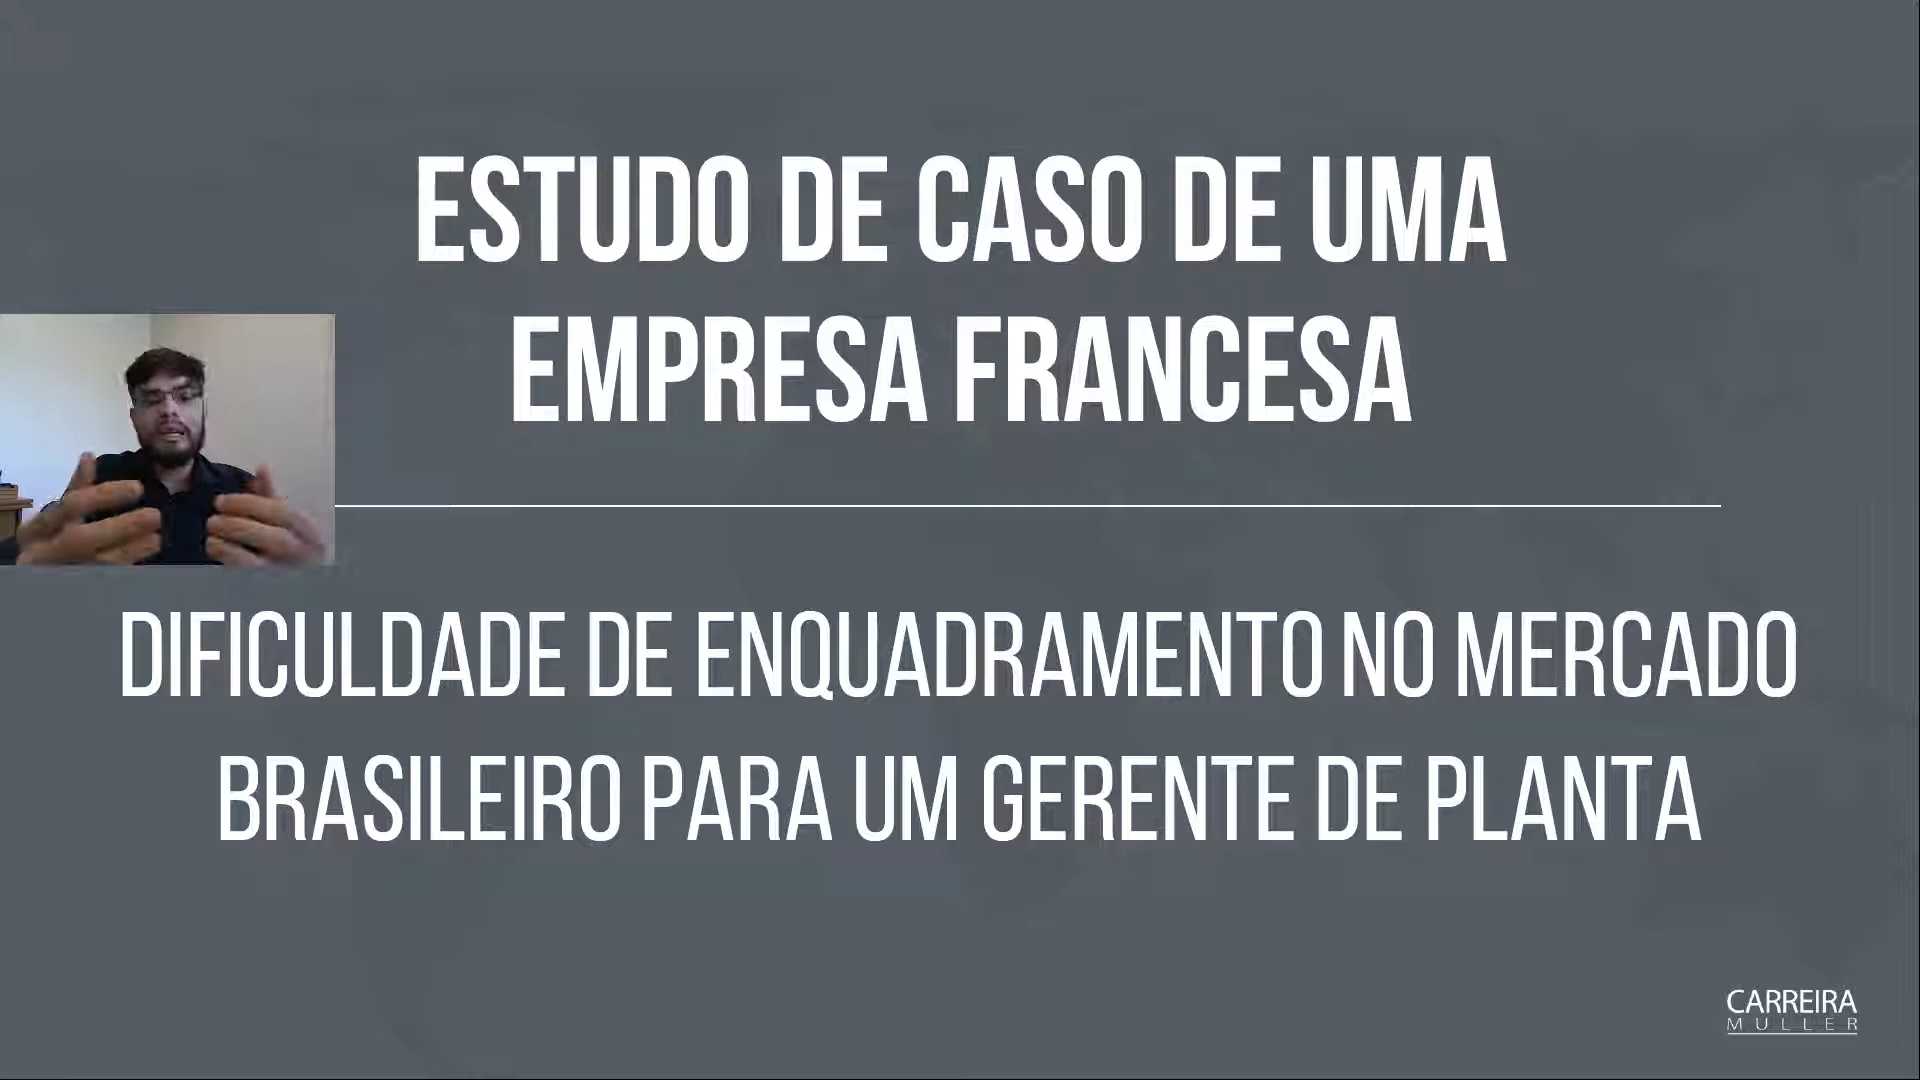 ESTUDO DE CASO DE UMA
EMPRESA FRANCESA
DIFICULDADE DE ENQUADRAMENTO NO MERCADO
BRASILEIRO PARA UM GERENTE DE PLANTA
CARREIRA
MULLER